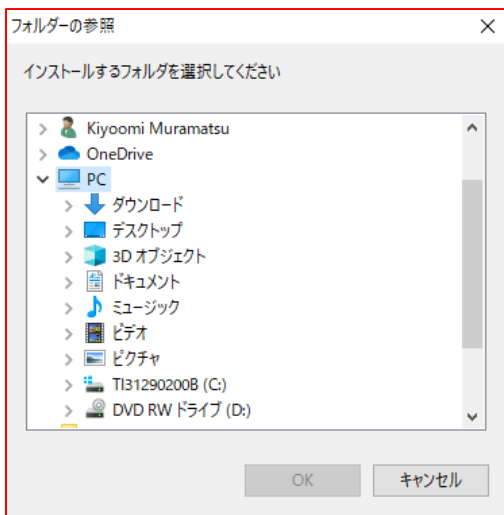 フォルダーの参照
インストールするフォルダを選択してください
Kiyoomi Muramatsu
OneDrive
PC
ダウンロード
デスクトップ
3D オブジェクト
ドキュメント
ミュージック
ビデオ
ピクチャ
TI31290200B (C:)
DVD RW ドライブ (D:)
OK キャンセル